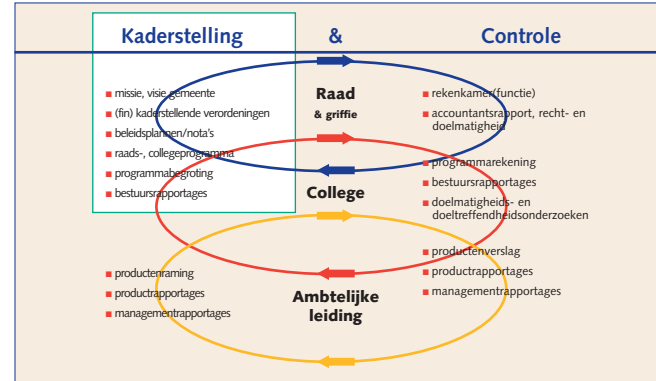 Kaderstelling & Controle
missie, visie gemeente
(fin) kaderstellende verordeningen
beleidsplannen/nota's
raads-, collegeprogramma
programmabegroting
bestuursrapportages
Raad
& griffie
rekenkamer(functie)
accountantsrapport, recht- en
doelmatigheid
College
programmarekening
bestuursrapportages
doelmatigheids- en
doeltreffendheidsonderzoeken
productenraming
productrapportages
managementrapportages
Ambtelijke
leiding
productenverslag
productrapportages
managementrapportages